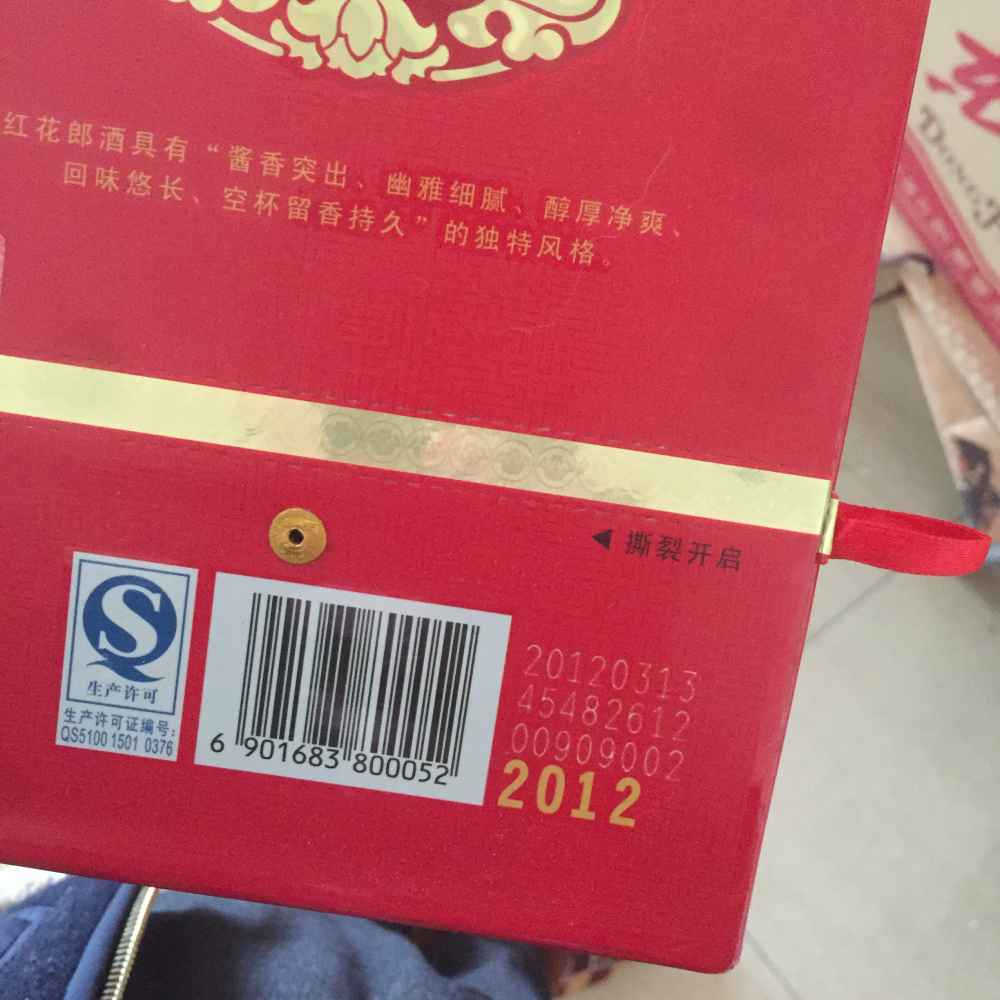 红花郎酒具有“酱香突出、幽雅细腻、醇厚净爽、
回味悠长、空杯留香持久”的独特风格。
撕裂开启
S
生产许可
生产许可证编号:
QS5100 1501 0376
6 901683 800052
20120313
45482612
00909002
2012